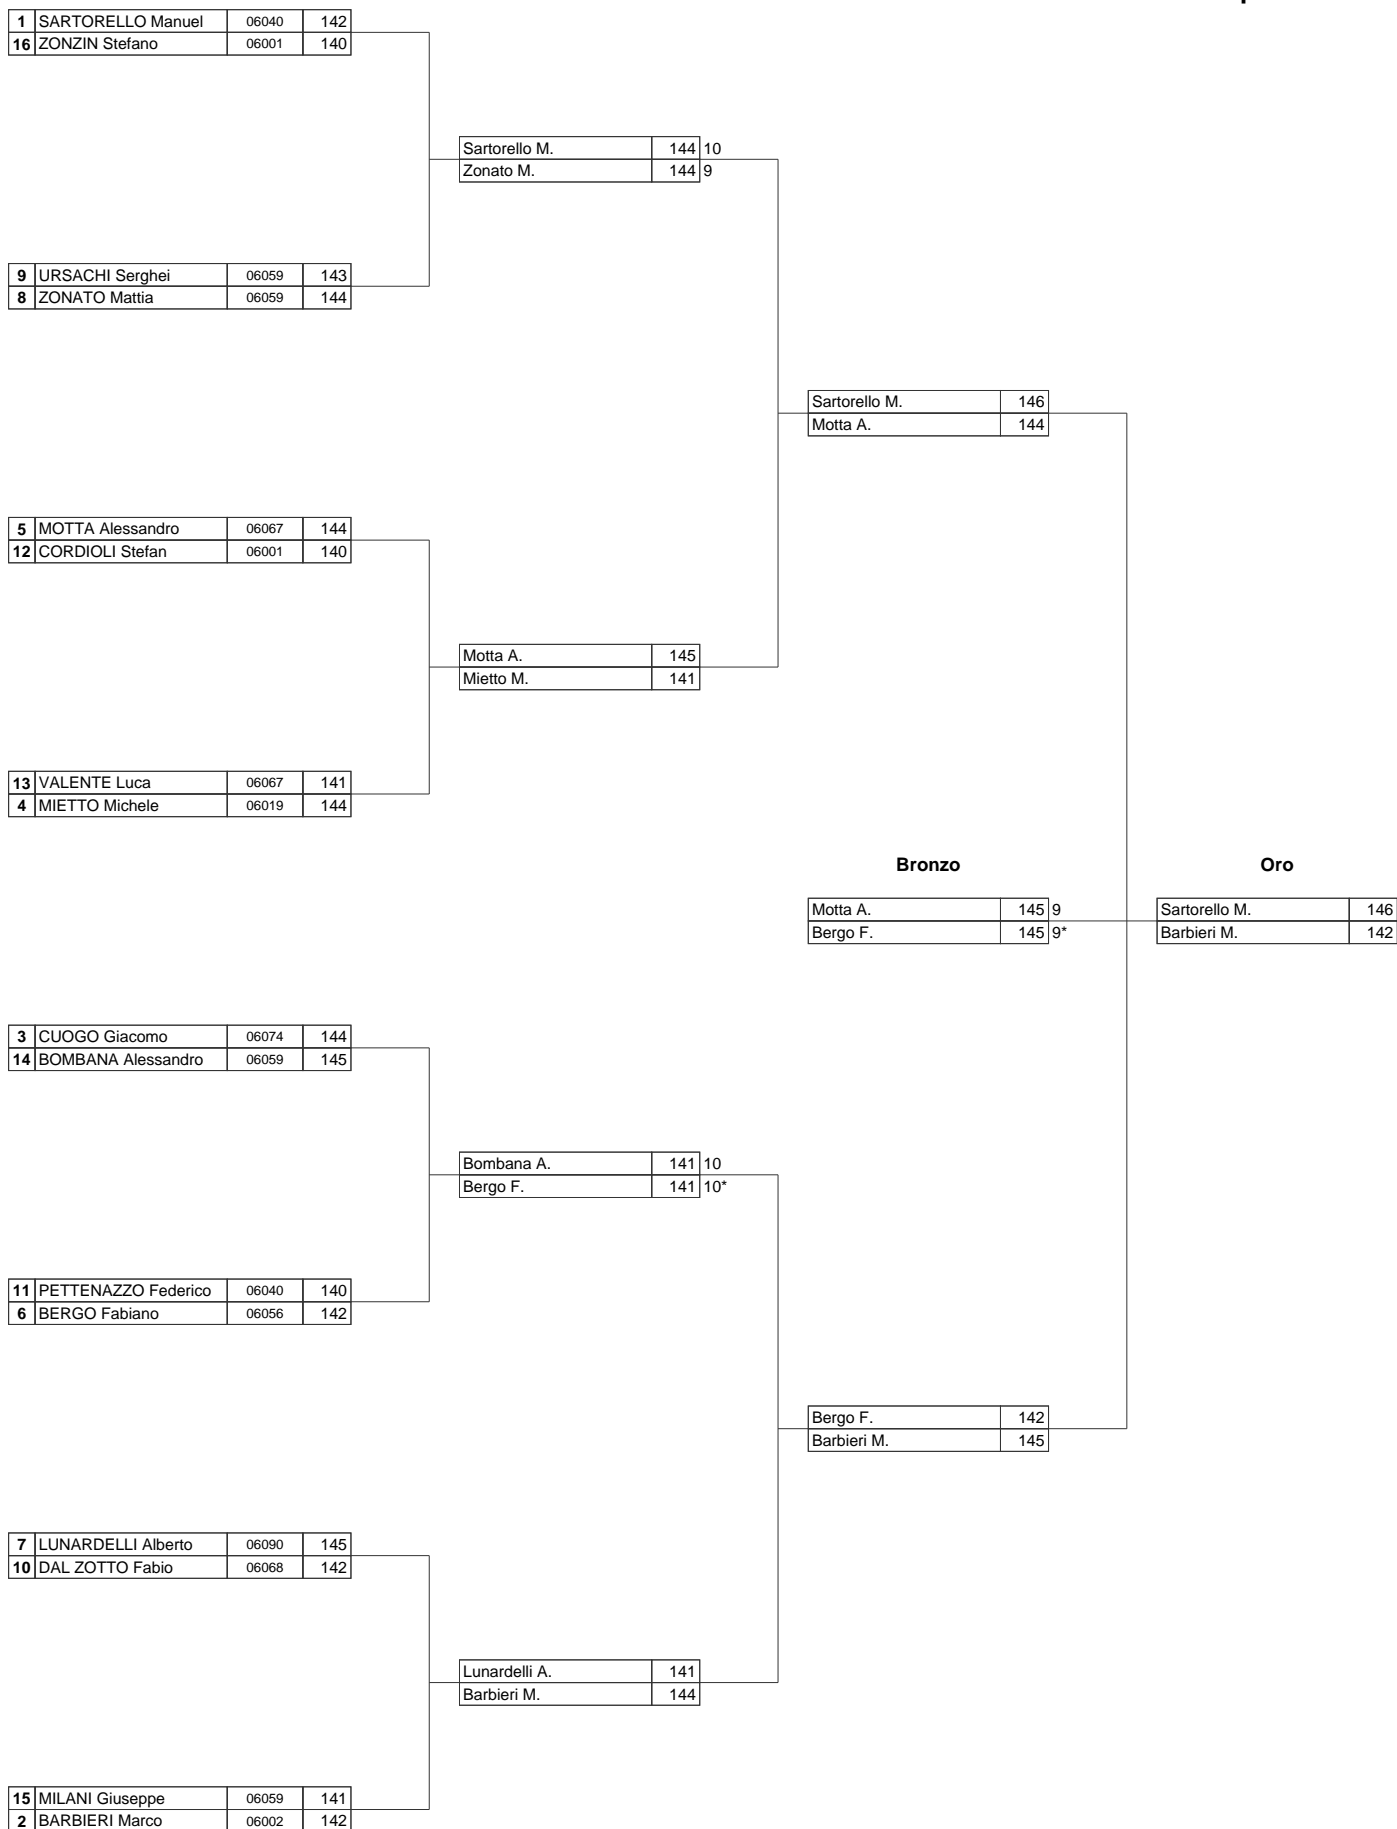 1 SARTORELLO Manuel 06040 142
16 ZONZIN Stefano 06001 140
Sartorello M. 144 10
Zonato M. 144 9
9 URSACHI Serghei 06059 143
8 ZONATO Mattia 06059 144
Sartorello M. 146
Motta A. 144
5 MOTTA Alessandro 06067 144
12 CORDIOLI Stefan 06001 140
Motta A. 145
Mietto M. 141
13 VALENTE Luca 06067 141
4 MIETTO Michele 06019 144
Bronzo Oro
Motta A. 145 9 Sartorello M. 146
Bergo F. 145 9* Barbieri M. 142
3 CUOGO Giacomo 06074 144
14 BOMBANA Alessandro 06059 145
Bombana A. 141 10
Bergo F. 141 10*
11 PETTENAZZO Federico 06040 140
6 BERGO Fabiano 06056 142
Bergo F. 142
Barbieri M. 145
7 LUNARDELLI Alberto 06090 145
10 DAL ZOTTO Fabio 06068 142
Lunardelli A. 141
Barbieri M. 144
15 MILANI Giuseppe 06059 141
2 BARBIERI Marco 06002 142